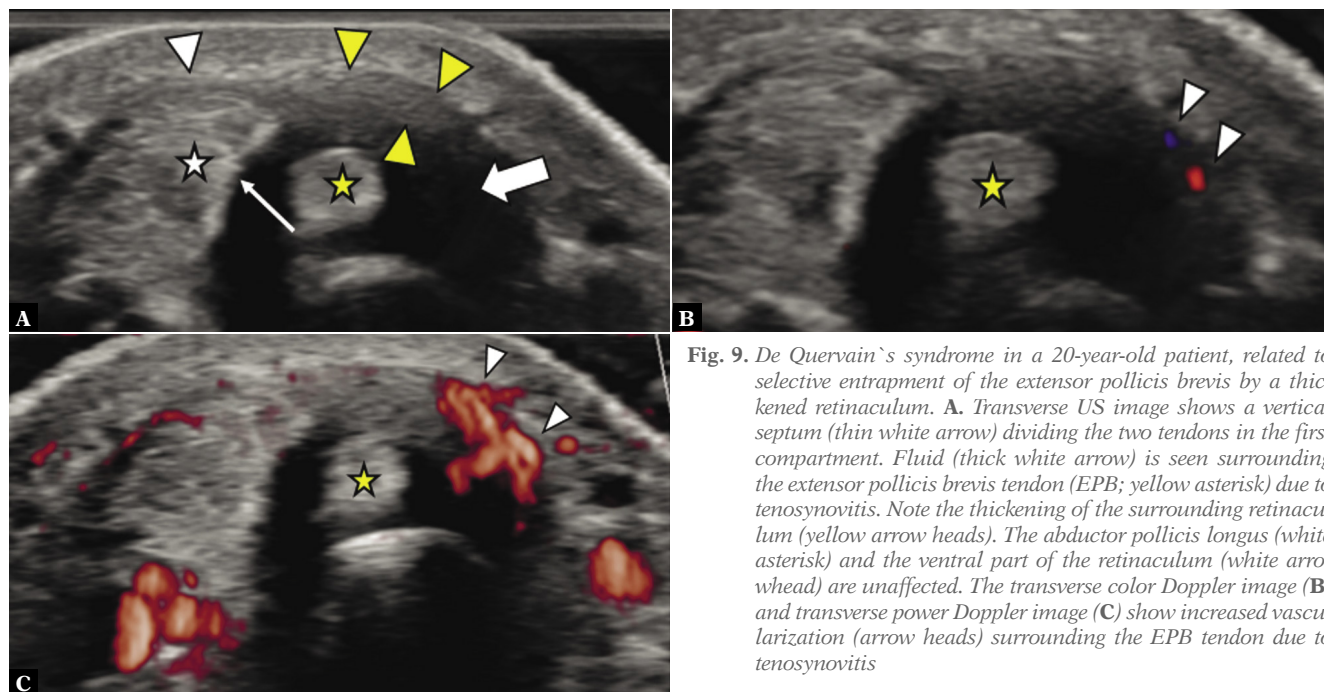 A
B
Fig. 9. De Quervain`s syndrome in a 20-year-old patient, related to
selective entrapment of the extensor pollicis brevis by a thic
kened retinaculum. A. Transverse US image shows a vertica
septum (thin white arrow) dividing the two tendons in the firs
compartment. Fluid (thick white arrow) is seen surrounding
the extensor pollicis brevis tendon (EPB; yellow asterisk) due to
tenosynovitis. Note the thickening of the surrounding retinacu
lum (yellow arrow heads). The abductor pollicis longus (white
asterisk) and the ventral part of the retinaculum (white arro
whead) are unaffected. The transverse color Doppler image (B
and transverse power Doppler image (C) show increased vascu
larization (arrow heads) surrounding the EPB tendon due to
tenosynovitis
C